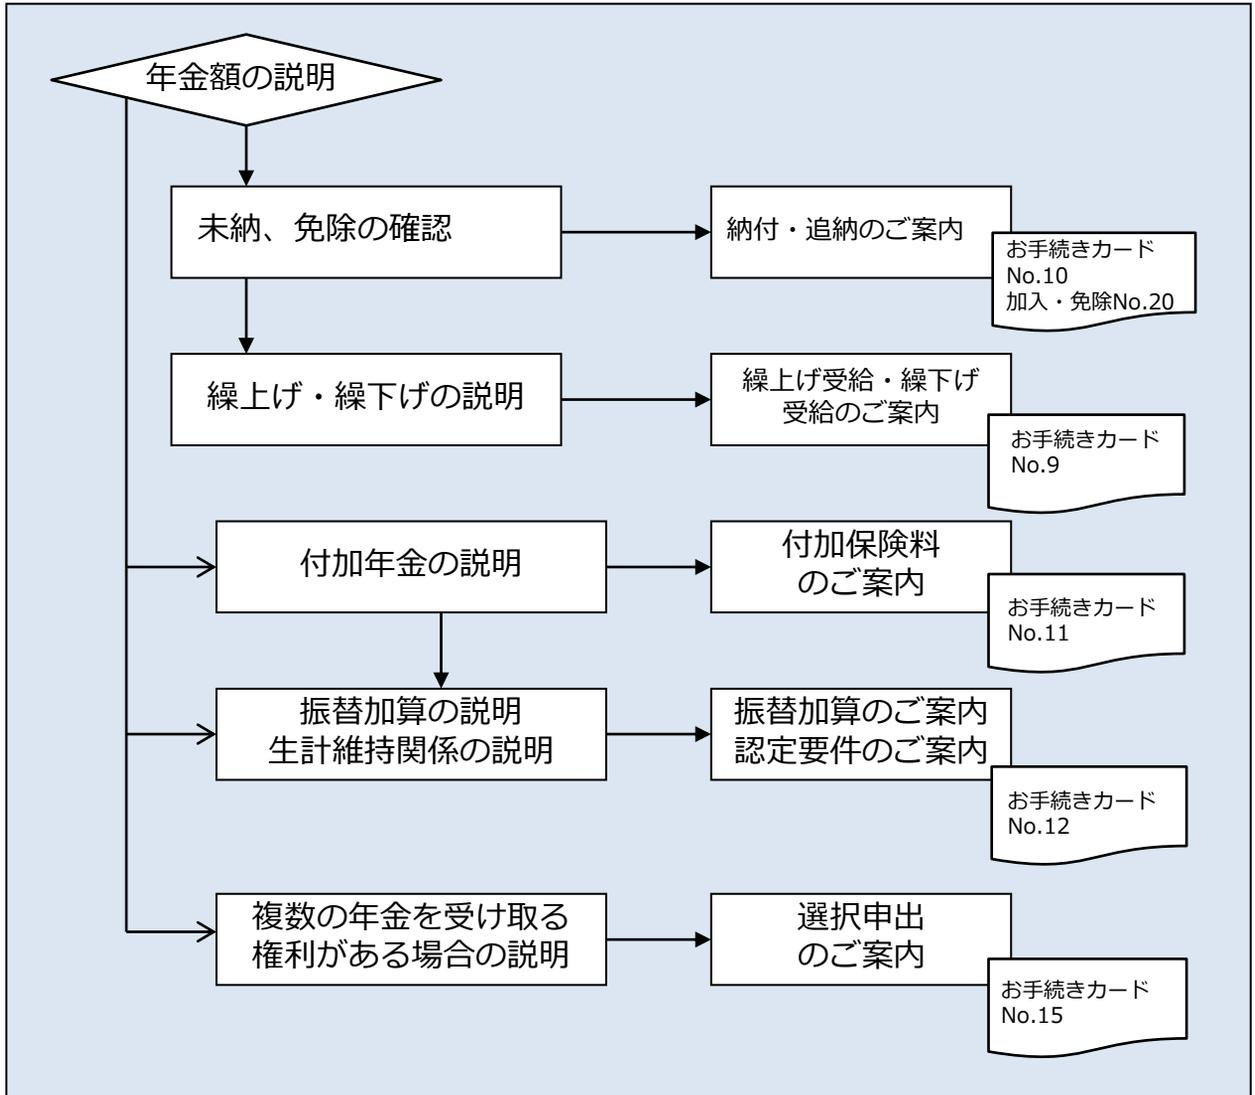 年金額の説明
未納、免除の確認
納付・追納のご案内
お手続きカード
No.10
加入・免除No.20
繰上げ・繰下げの説明
繰上げ受給・繰下げ
受給のご案内
お手続きカード
No.9
付加年金の説明
付加保険料
のご案内
お手続きカード
No.11
振替加算の説明
生計維持関係の説明
振替加算のご案内
認定要件のご案内
お手続きカード
No.12
複数の年金を受け取る
権利がある場合の説明
選択申出
のご案内
お手続きカード
No.15